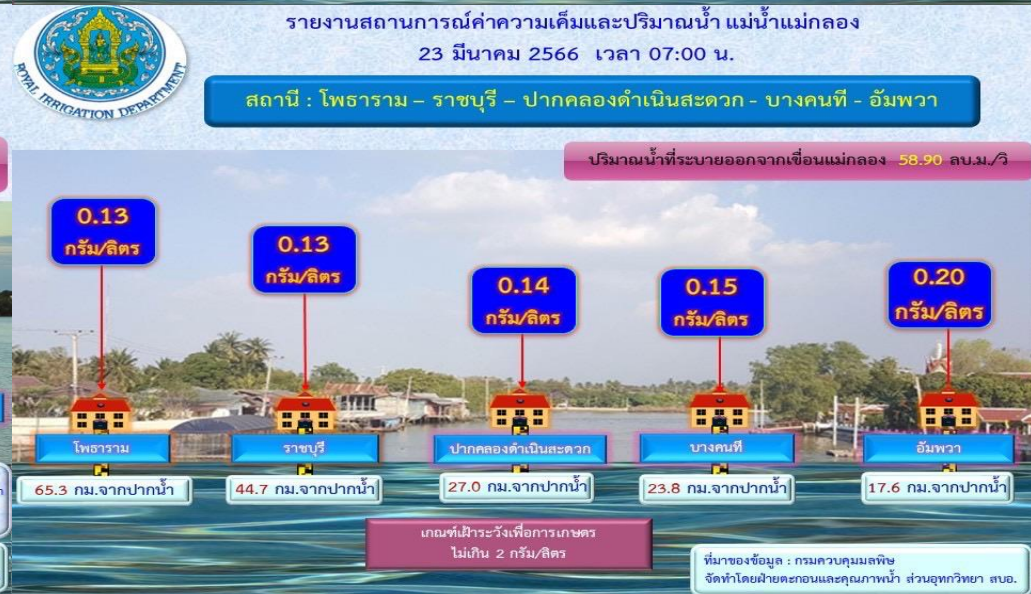 รายงานสถานการณ์ค่าความเค็มและปริมาณน้ำ แม่น้ำแม่กลอง
23 มีนาคม 2566 เวลา 07:00 น.
ROYAL IRRIGATION DEPARTMENT
สถานี : โพธาราม – ราชบุรี – ปากคลองดำเนินสะดวก - บางคนที - อัมพวา
ปริมาณน้ำที่ระบายออกจากเขื่อนแม่กลอง 58.90 ลบ.ม./วิ
0.13
กรัม/ลิตร
0.13
กรัม/ลิตร
0.14
กรัม/ลิตร
0.15
กรัม/ลิตร
0.20
กรัม/ลิตร
โพธาราม
ราชบุรี
ปากคลองดำเนินสะดวก
บางคนที
อัมพวา
65.3 กม.จากปากน้ำ
44.7 กม.จากปากน้ำ
27.0 กม.จากปากน้ำ
23.8 กม.จากปากน้ำ
17.6 กม.จากปากน้ำ
เกณฑ์เฝ้าระวังเพื่อการเกษตร
ไม่เกิน 2 กรัม/ลิตร
ที่มาของข้อมูล : กรมควบคุมมลพิษ
จัดทำโดยฝ่ายตะกอนและคุณภาพน้ำ ส่วนอุทกวิทยา สบอ.